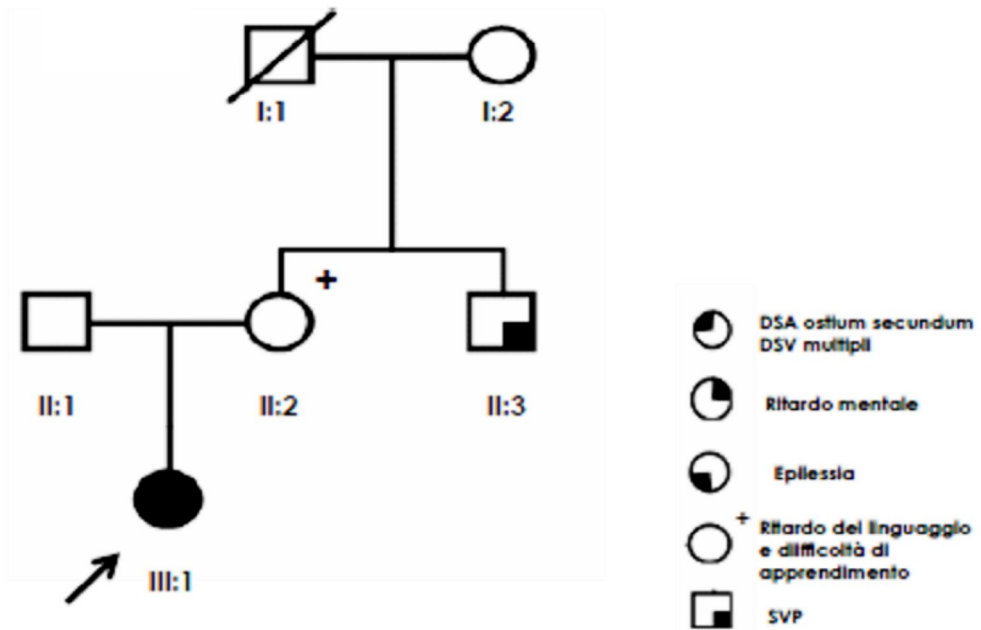 I:1
I:2
+
II:1
II:2
II:3
III:1
DSA ostium secundum
DSV multipli
Ritardo mentale
Epilessia
+
Ritardo del linguaggio
e difficoltà di
apprendimento
SVP